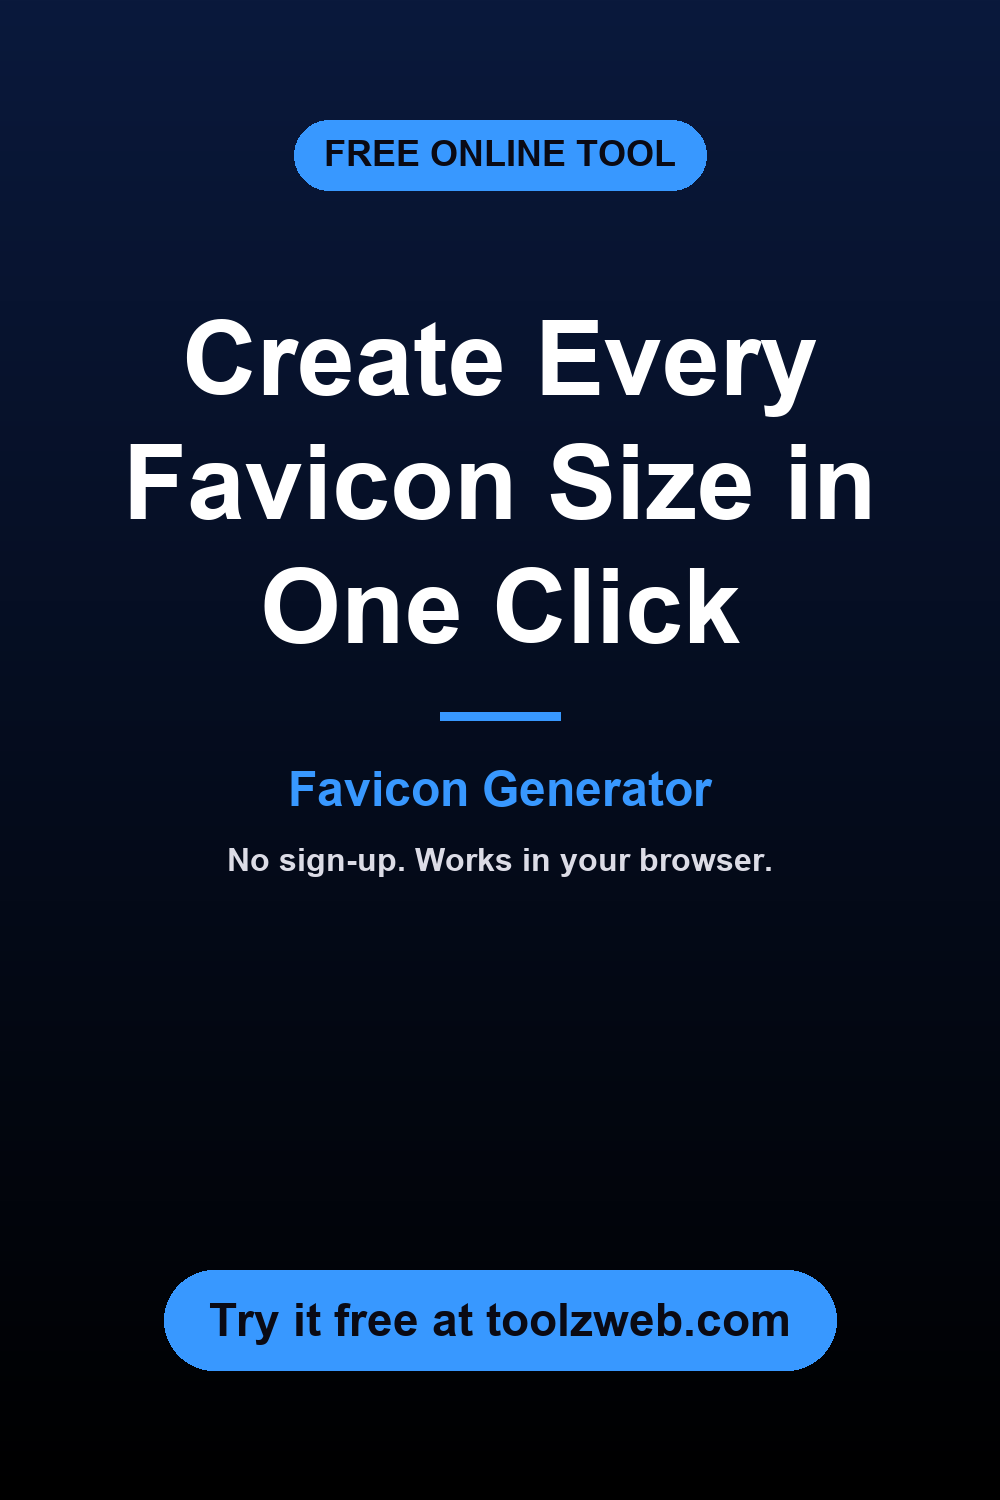 FREE ONLINE TOOL
Create Every
Favicon Size in
One Click
Favicon Generator
No sign-up. Works in your browser.
Try it free at toolzweb.com